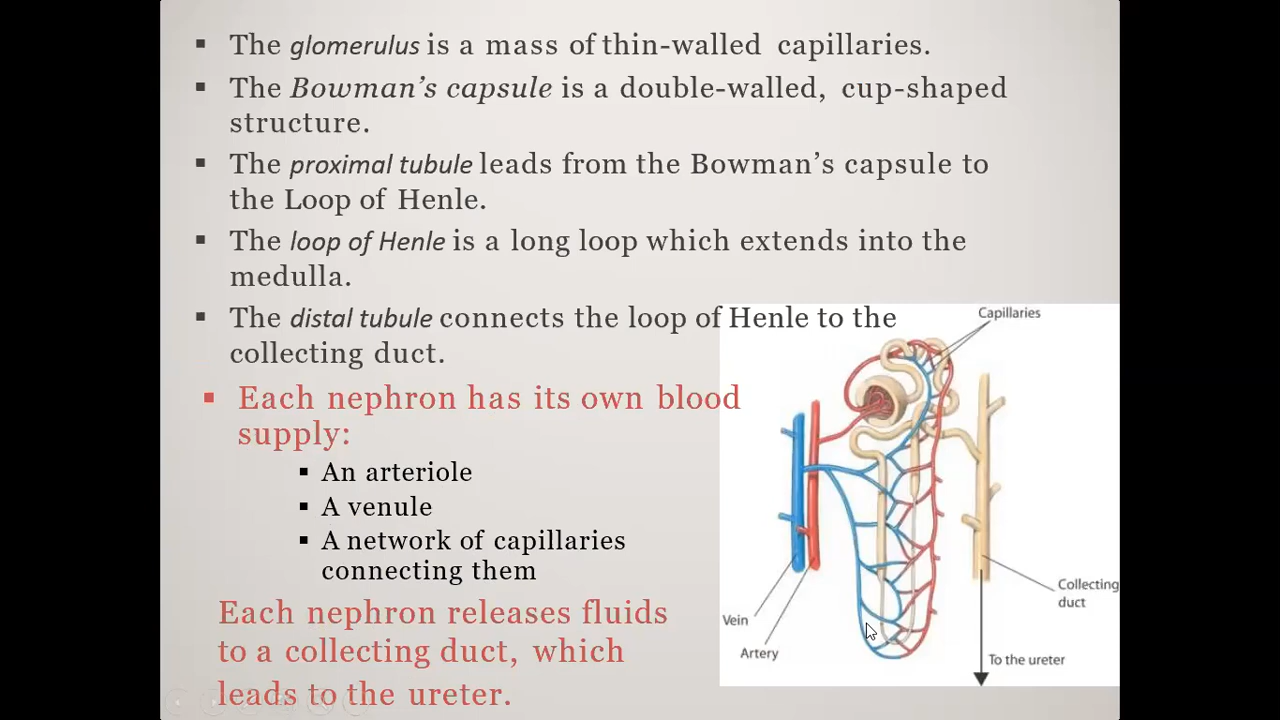 ▪ The glomerulus is a mass of thin-walled capillaries.
▪ The Bowman’s capsule is a double-walled, cup-shaped
structure.
▪ The proximal tubule leads from the Bowman’s capsule to
the Loop of Henle.
▪ The loop of Henle is a long loop which extends into the
medulla.
▪ The distal tubule connects the loop of Henle to the
collecting duct.
▪ Each nephron has its own blood
supply:
▪ An arteriole
▪ A venule
▪ A network of capillaries
connecting them
Each nephron releases fluids
to a collecting duct, which
leads to the ureter.
Capillaries
Collecting
duct
Vein
Artery
To the ureter